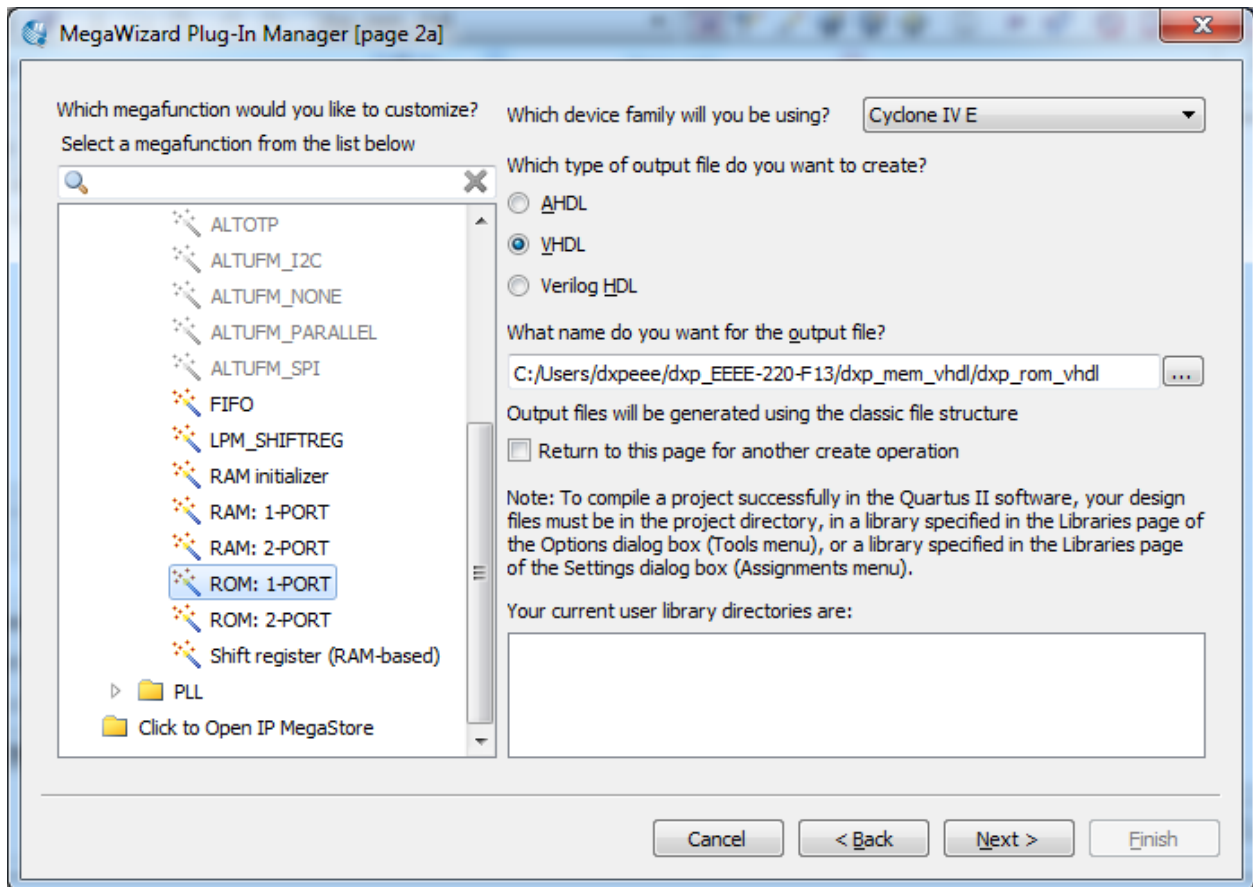 MegaWizard Plug-In Manager [page 2a]
Which megafunction would you like to customize?
Select a megafunction from the list below
ALTOTP
ALTUFM_I2C
ALTUFM_NONE
ALTUFM_PARALLEL
ALTUFM_SPI
FIFO
LPM_SHIFTREG
RAM initializer
RAM: 1-PORT
RAM: 2-PORT
ROM: 1-PORT
ROM: 2-PORT
Shift register (RAM-based)
PLL
Click to Open IP MegaStore
Which device family will you be using?
Cyclone IV E
Which type of output file do you want to create?
AHDL
VHDL
Verilog HDL
What name do you want for the output file?
C:/Users/dxpeee/dxp_EEEE-220-F13/dxp_mem_vhdl/dxp_rom_vhdl
...
Output files will be generated using the classic file structure
Return to this page for another create operation
Note: To compile a project successfully in the Quartus II software, your design
files must be in the project directory, in a library specified in the Libraries page of
the Options dialog box (Tools menu), or a library specified in the Libraries page
of the Settings dialog box (Assignments menu).
Your current user library directories are:
Cancel
< Back
Next >
Finish